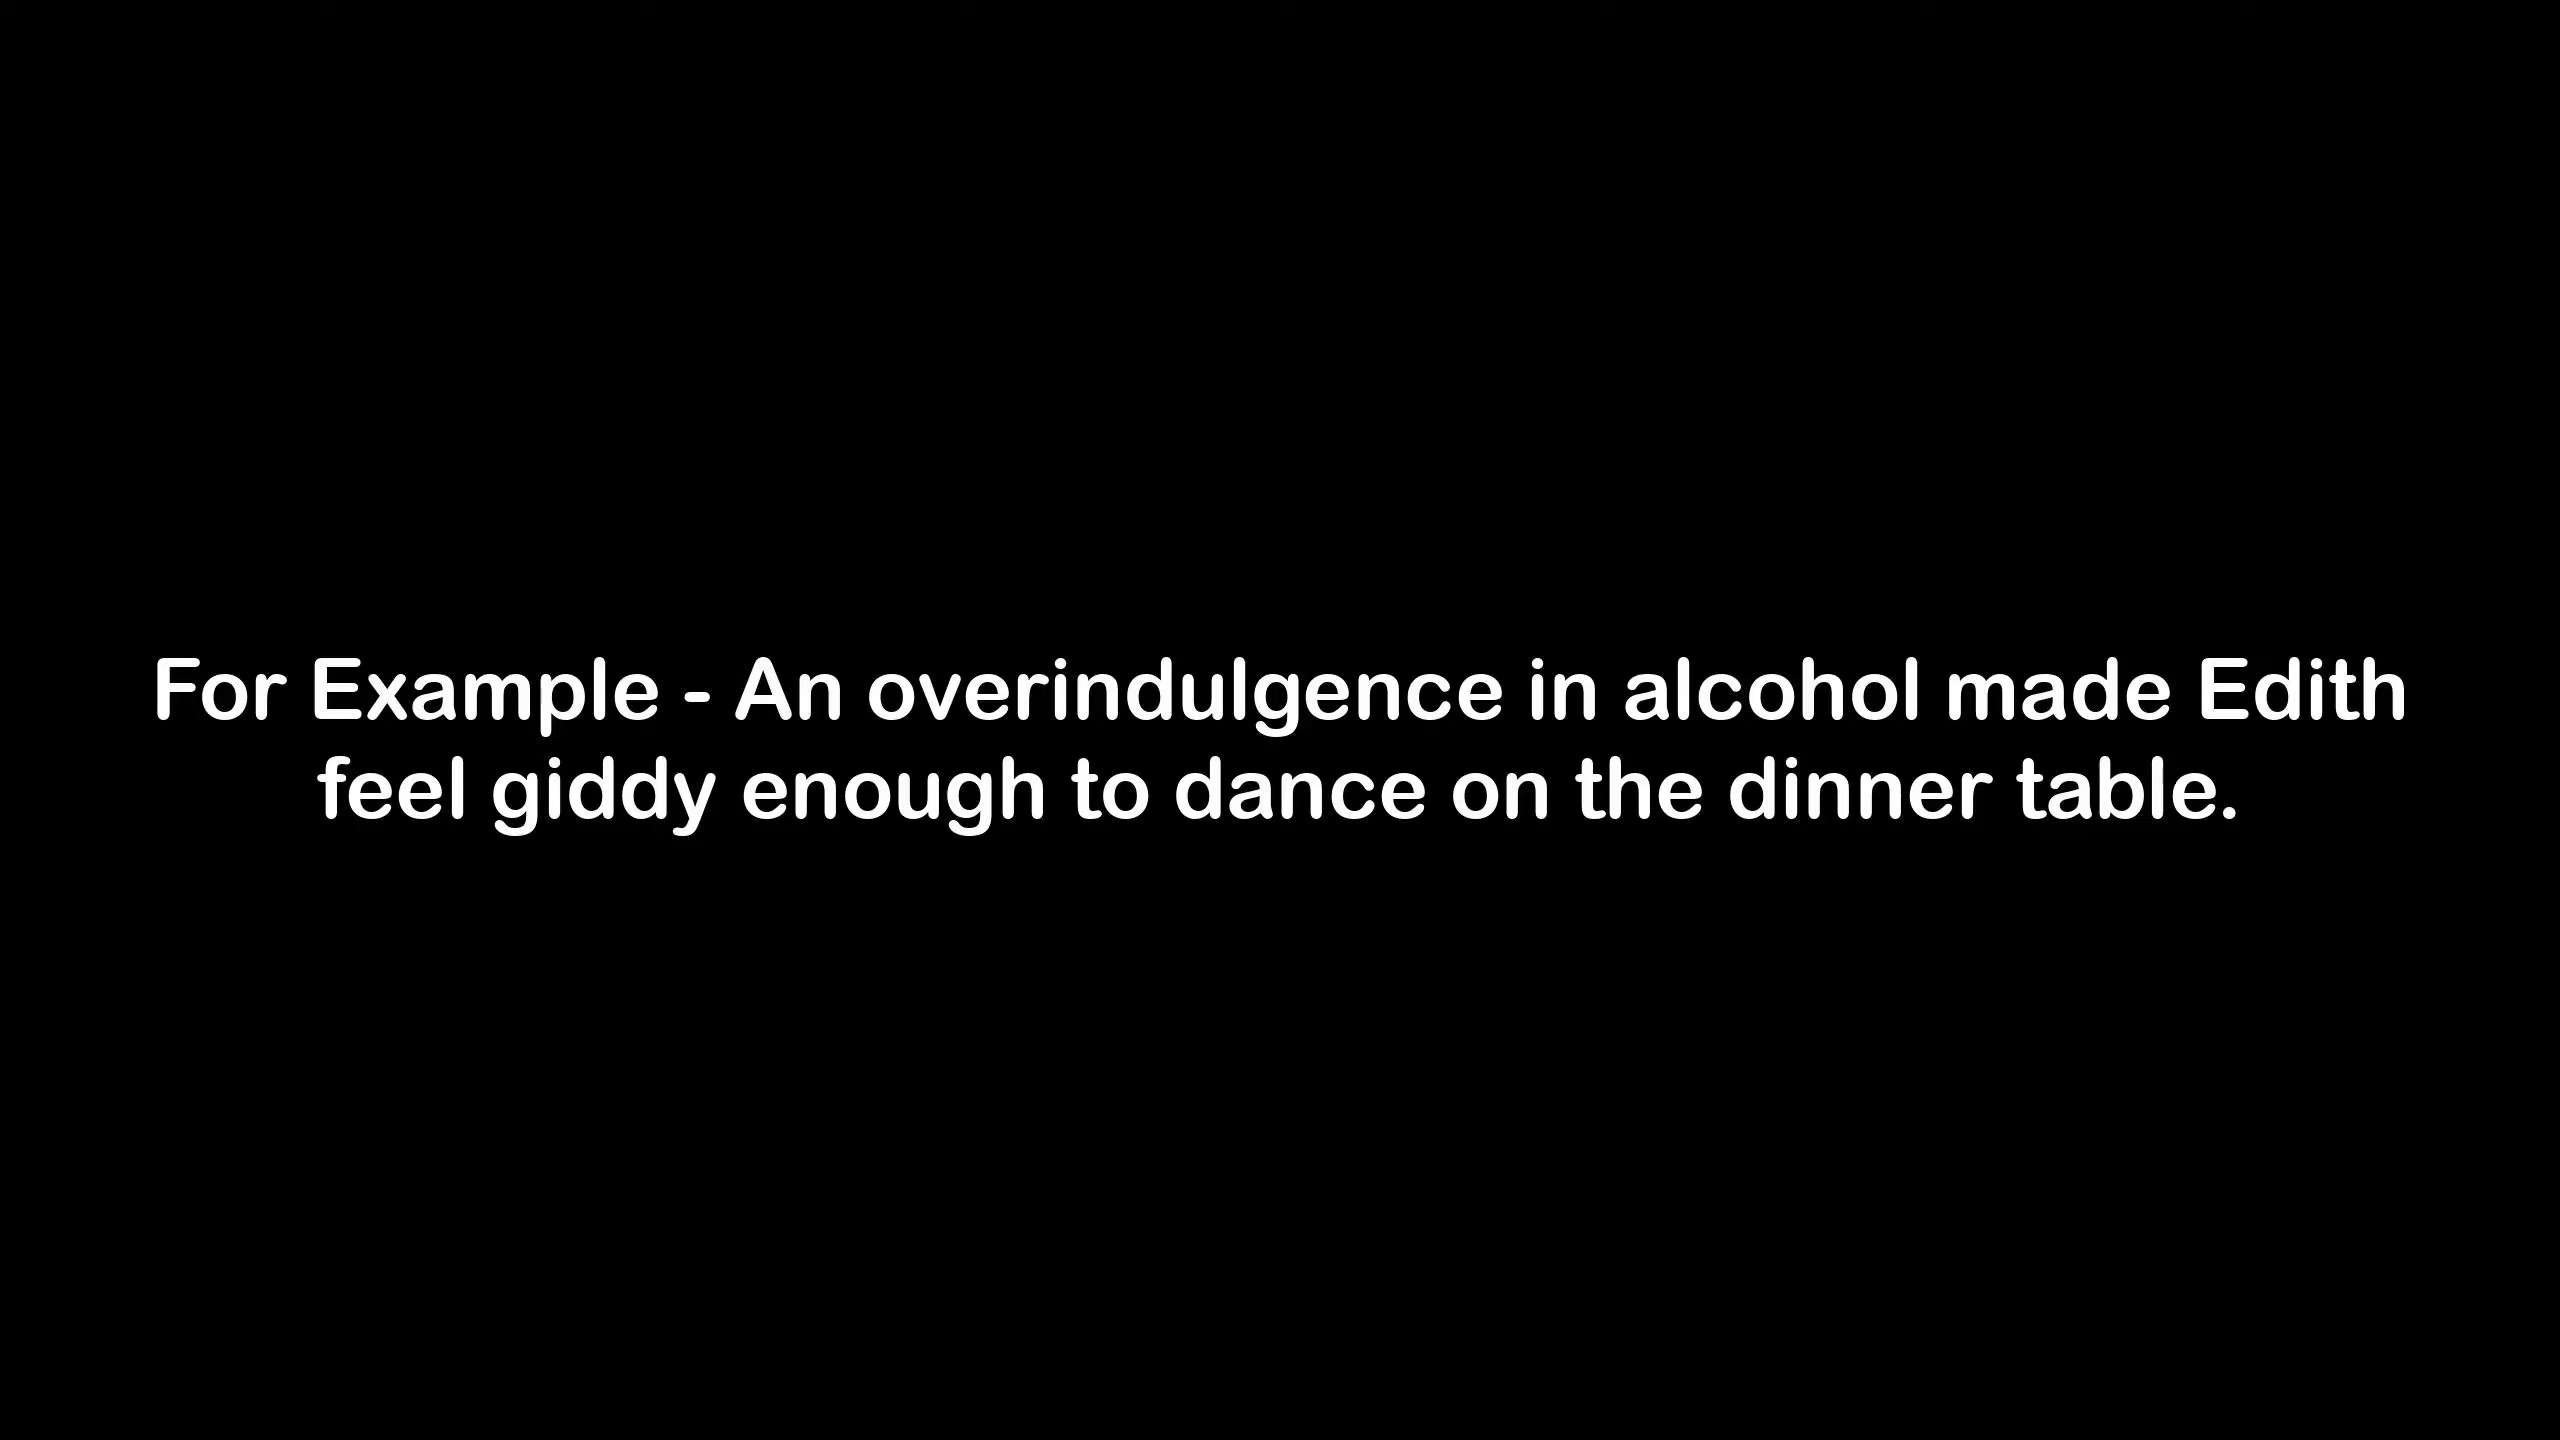 For Example - An overindulgence in alcohol made Edith
feel giddy enough to dance on the dinner table.